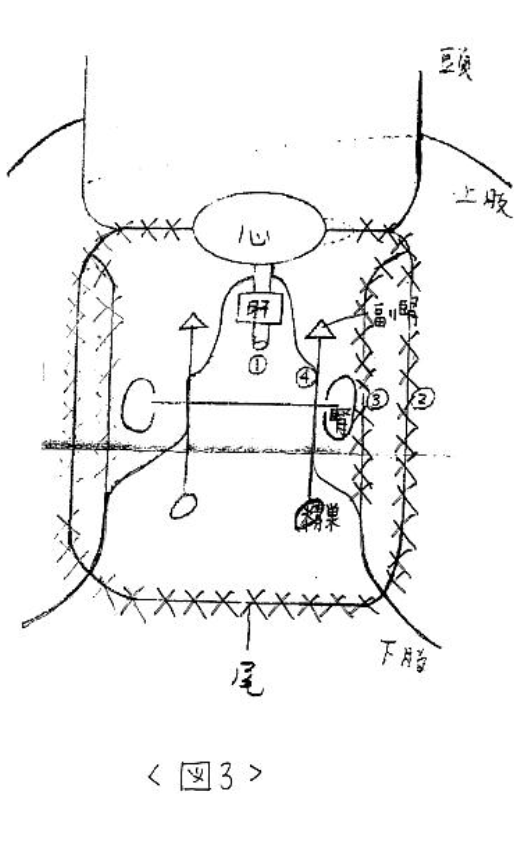 頭
上肢
心
肝
副腎
①
④
腎
③
②
精巣
下肢
尾
<図3>